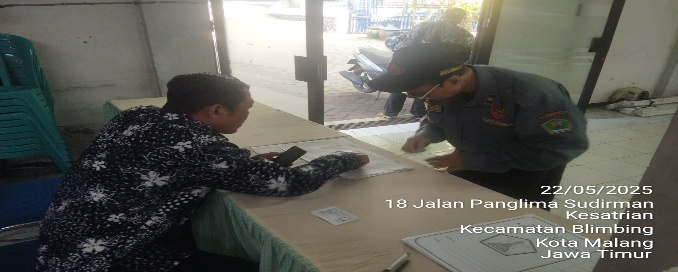 22/05/2025
18 Jalan Panglima Sudirman
Kesatrian
Kecamatan Blimbing
Kota Malang
Jawa Timur